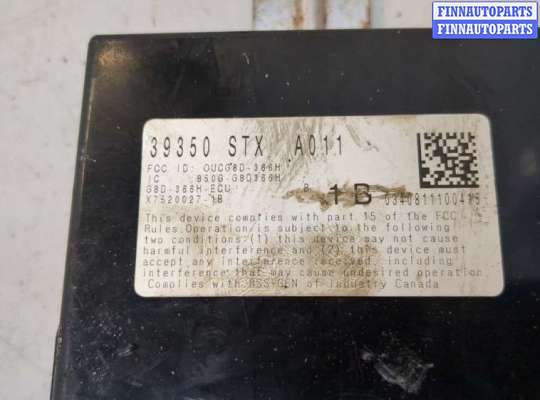 FINNAUTOPARTS
FINNAUTOPARTS.RU
39350 STX A011
FCC ID: OUCG8D-366H
IC 850G-G8D366H
G8D-366H-ECU
X7520027-1B
1B
This device complies with part 15 of the FCC
Rules.Operation is subject to the following
two conditions:(1) this device may not cause
harmful interference and (2) this device must
accept any interference received,including
interference that may cause undesired operation
Complies with RSS-GEN of Industry Canada